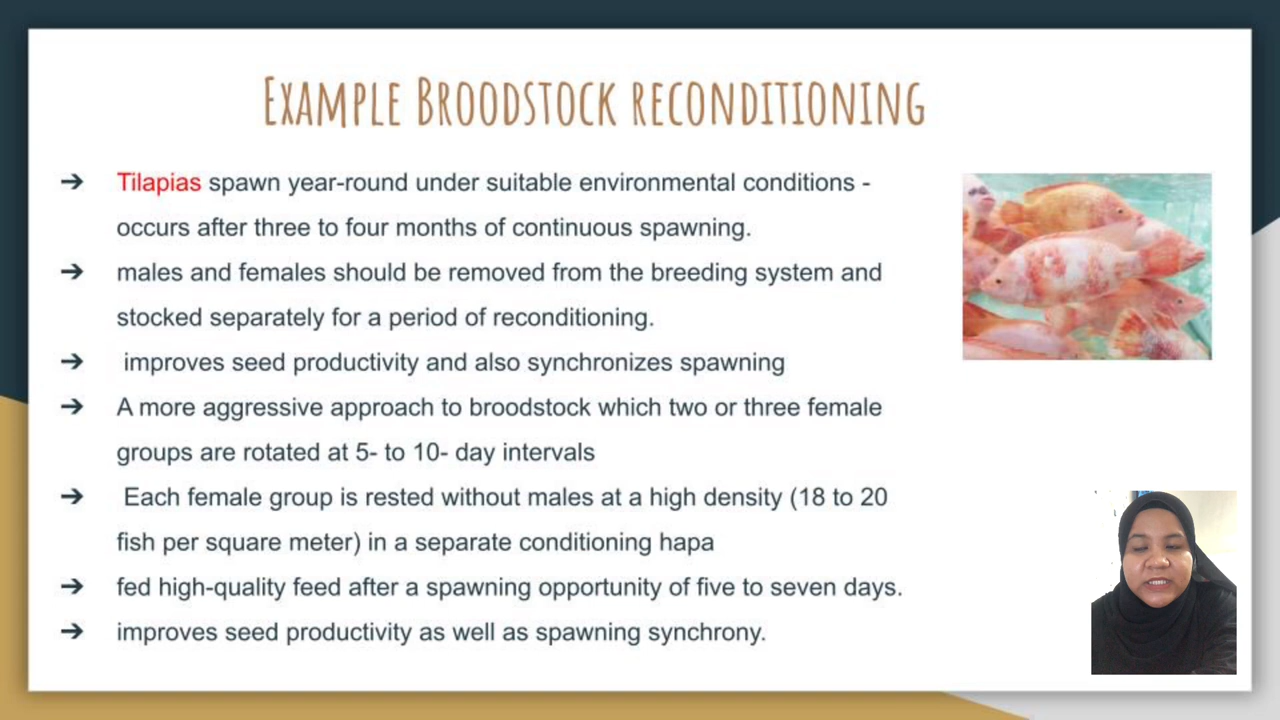 Example Broodstock reconditioning
➔ Tilapias spawn year-round under suitable environmental conditions -
occurs after three to four months of continuous spawning.
➔ males and females should be removed from the breeding system and
stocked separately for a period of reconditioning.
➔ improves seed productivity and also synchronizes spawning
➔ A more aggressive approach to broodstock which two or three female
groups are rotated at 5- to 10- day intervals
➔ Each female group is rested without males at a high density (18 to 20
fish per square meter) in a separate conditioning hapa
➔ fed high-quality feed after a spawning opportunity of five to seven days.
➔ improves seed productivity as well as spawning synchrony.